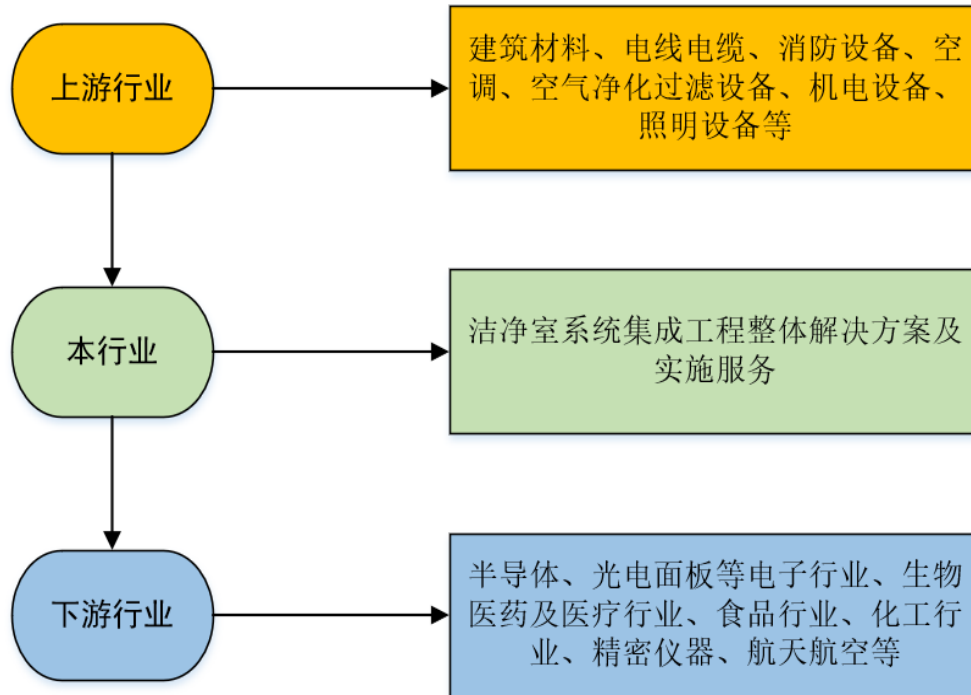 上游行业
建筑材料、电线电缆、消防设备、空
调、空气净化过滤设备、机电设备、
照明设备等
本行业
洁净室系统集成工程整体解决方案及
实施服务
下游行业
半导体、光电面板等电子行业、生物
医药及医疗行业、食品行业、化工行
业、精密仪器、航天航空等